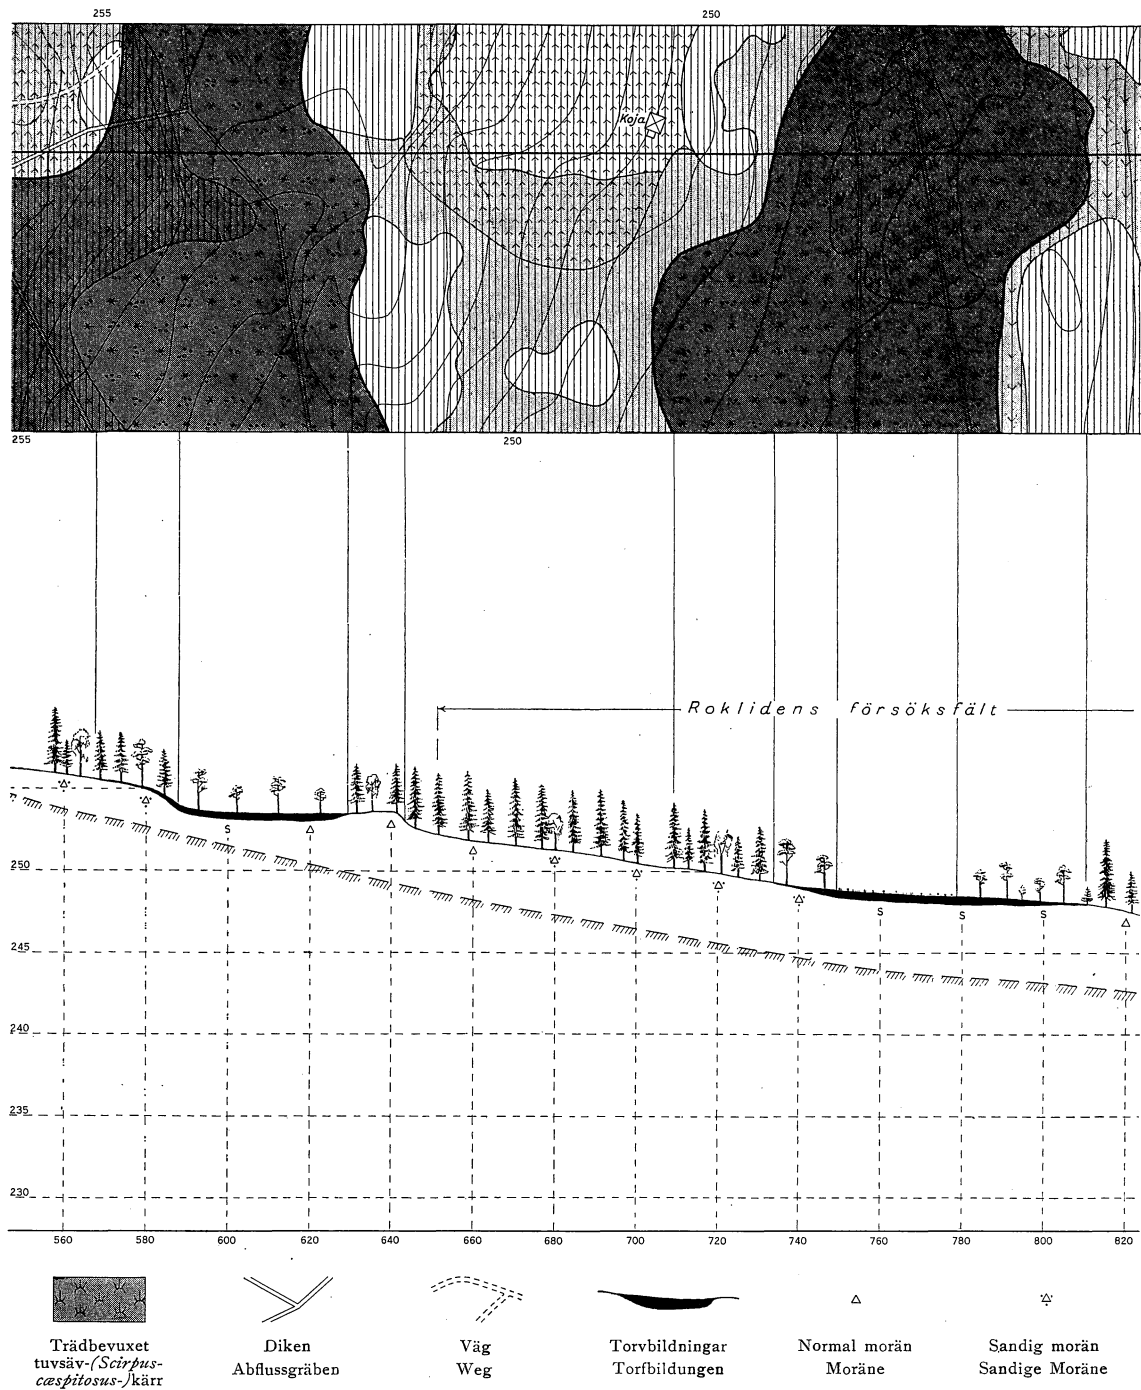 255 250
Koja
255 250
Roklidens försöksfält
S
250
S S S
245
240
235
230
560 580 600 620 640 660 680 700 720 740 760 780 800 820
Trädbevuxet
tuvsäv-(Scirpus-
cæspitosus-)kärr
Diken
Abflussgräben
Väg
Weg
Torvbildningar
Torfbildungen
Normal morän
Moräne
Sandig morän
Sandige Moräne